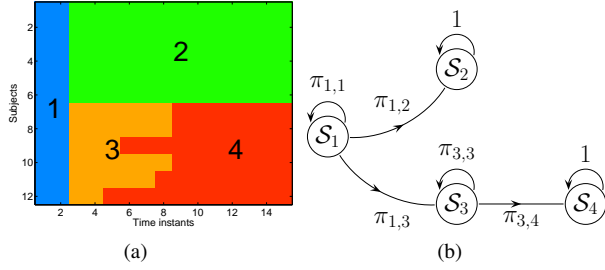 2
4
6
8
10
12
Subjects
1
2
3
4
2 4 6 8 10 12 14
Time instants
(a)
π1,1
S1
π1,2
1
S2
π1,3
π3,3
S3
π3,4
1
S4
(b)